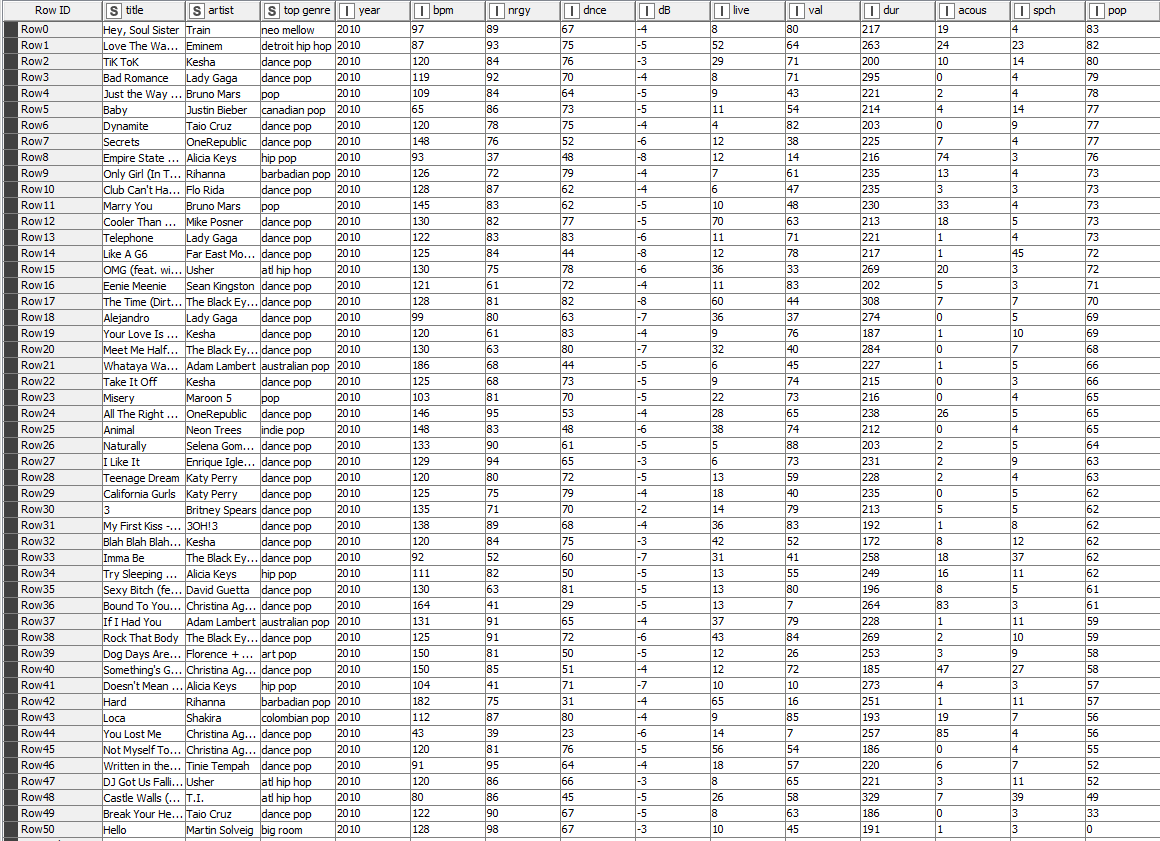 Row ID S title S artist S top genre I year I bpm I nrgy I dnce I dB I live I val I dur I acous I spch I pop
Row0 Hey, Soul Sister Train neo mellow 2010 97 89 67 -4 8 80 217 19 4 83
Row1 Love The Wa... Eminem detroit hip hop 2010 87 93 75 -5 52 64 263 24 23 82
Row2 TiK ToK Kesha dance pop 2010 120 84 76 -3 29 71 200 10 14 80
Row3 Bad Romance Lady Gaga dance pop 2010 119 92 70 -4 8 71 295 0 4 79
Row4 Just the Way ... Bruno Mars pop 2010 109 84 64 -5 9 43 221 2 4 78
Row5 Baby Justin Bieber canadian pop 2010 65 86 73 -5 11 54 214 4 14 77
Row6 Dynamite Taio Cruz dance pop 2010 120 78 75 -4 4 82 203 0 9 77
Row7 Secrets OneRepublic dance pop 2010 148 76 52 -6 12 38 225 7 4 77
Row8 Empire State ... Alicia Keys hip pop 2010 93 37 48 -8 12 14 216 74 3 76
Row9 Only Girl (In T... Rihanna barbadian pop 2010 126 72 79 -4 7 61 235 13 4 73
Row10 Club Can't Ha... Flo Rida dance pop 2010 128 87 62 -4 6 47 235 3 3 73
Row11 Marry You Bruno Mars pop 2010 145 83 62 -5 10 48 230 33 4 73
Row12 Cooler Than ... Mike Posner dance pop 2010 130 82 77 -5 70 63 213 18 5 73
Row13 Telephone Lady Gaga dance pop 2010 122 83 83 -6 11 71 221 1 4 73
Row14 Like A G6 Far East Mo... dance pop 2010 125 84 44 -8 12 78 217 1 45 72
Row15 OMG (feat. wi... Usher atl hip hop 2010 130 75 78 -6 36 33 269 20 3 72
Row16 Eenie Meenie Sean Kingston dance pop 2010 121 61 72 -4 11 83 202 5 3 71
Row17 The Time (Dirt... The Black Ey... dance pop 2010 128 81 82 -8 60 44 308 7 7 70
Row18 Alejandro Lady Gaga dance pop 2010 99 80 63 -7 36 37 274 0 5 69
Row19 Your Love Is ... Kesha dance pop 2010 120 61 83 -4 9 76 187 1 10 69
Row20 Meet Me Half... The Black Ey... dance pop 2010 130 63 80 -7 32 40 284 0 7 68
Row21 Whataya Wa... Adam Lambert australian pop 2010 186 68 44 -5 6 45 227 1 5 66
Row22 Take It Off Kesha dance pop 2010 125 68 73 -5 9 74 215 0 3 66
Row23 Misery Maroon 5 pop 2010 103 81 70 -5 22 73 216 0 4 65
Row24 All The Right ... OneRepublic dance pop 2010 146 95 53 -4 28 65 238 26 5 65
Row25 Animal Neon Trees indie pop 2010 148 83 48 -6 38 74 212 0 4 65
Row26 Naturally Selena Gom... dance pop 2010 133 90 61 -5 5 88 203 2 5 64
Row27 I Like It Enrique Igle... dance pop 2010 129 94 65 -3 6 73 231 2 9 63
Row28 Teenage Dream Katy Perry dance pop 2010 120 80 72 -5 13 59 228 2 4 63
Row29 California Gurls Katy Perry dance pop 2010 125 75 79 -4 18 40 235 0 5 62
Row30 3 Britney Spears dance pop 2010 135 71 70 -2 14 79 213 5 5 62
Row31 My First Kiss -... 3OH!3 dance pop 2010 138 89 68 -4 36 83 192 1 8 62
Row32 Blah Blah Blah... Kesha dance pop 2010 120 84 75 -3 42 52 172 8 12 62
Row33 Imma Be The Black Ey... dance pop 2010 92 52 60 -7 31 41 258 18 37 62
Row34 Try Sleeping ... Alicia Keys hip pop 2010 111 82 50 -5 13 55 249 16 11 62
Row35 Sexy Bitch (fe... David Guetta dance pop 2010 130 63 81 -5 13 80 196 8 5 61
Row36 Bound To You... Christina Ag... dance pop 2010 164 41 29 -5 13 7 264 83 3 61
Row37 If I Had You Adam Lambert australian pop 2010 131 91 65 -4 37 79 228 1 11 59
Row38 Rock That Body The Black Ey... dance pop 2010 125 91 72 -6 43 84 269 2 10 59
Row39 Dog Days Are... Florence + ... art pop 2010 150 81 50 -5 12 26 253 3 9 58
Row40 Something's G... Christina Ag... dance pop 2010 150 85 51 -4 12 72 185 47 27 58
Row41 Doesn't Mean ... Alicia Keys hip pop 2010 104 41 71 -7 10 10 273 4 3 57
Row42 Hard Rihanna barbadian pop 2010 182 75 31 -4 65 16 251 1 11 57
Row43 Loca Shakira colombian pop 2010 112 87 80 -4 9 85 193 19 7 56
Row44 You Lost Me Christina Ag... dance pop 2010 43 39 23 -6 14 7 257 85 4 56
Row45 Not Myself To... Christina Ag... dance pop 2010 120 81 76 -5 56 54 186 0 4 55
Row46 Written in the... Tinie Tempah dance pop 2010 91 95 64 -4 18 57 220 6 7 52
Row47 DJ Got Us Falli... Usher atl hip hop 2010 120 86 66 -3 8 65 221 3 11 52
Row48 Castle Walls (... T.I. atl hip hop 2010 80 86 45 -5 26 58 329 7 39 49
Row49 Break Your He... Taio Cruz dance pop 2010 122 90 67 -5 8 63 186 0 3 33
Row50 Hello Martin Solveig big room 2010 128 98 67 -3 10 45 191 1 3 0